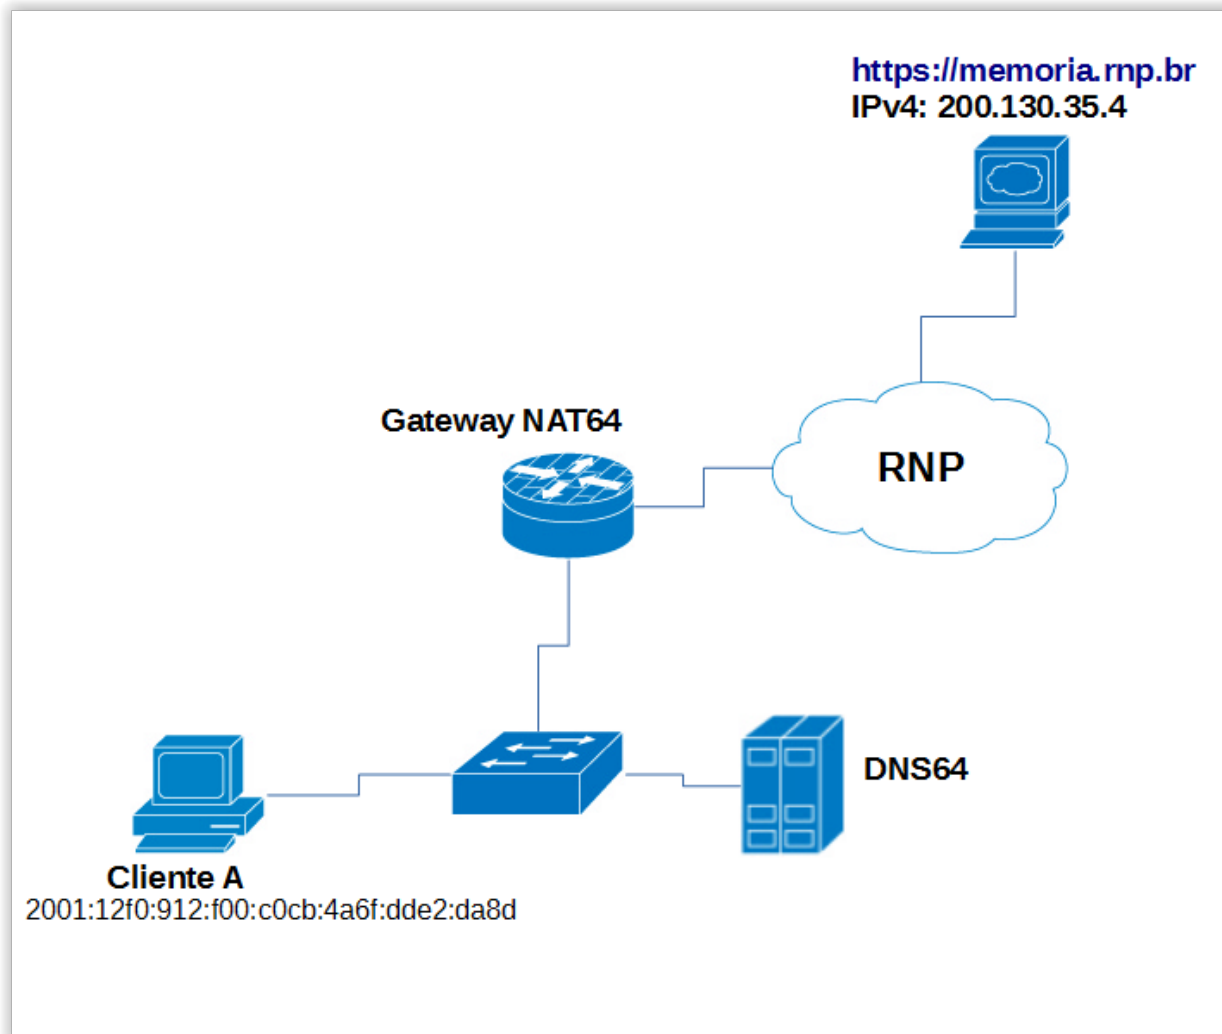 https://memoria.rnp.br
IPv4: 200.130.35.4
Gateway NAT64
RNP
DNS64
Cliente A
2001:12f0:912:f00:c0cb:4a6f:dde2:da8d